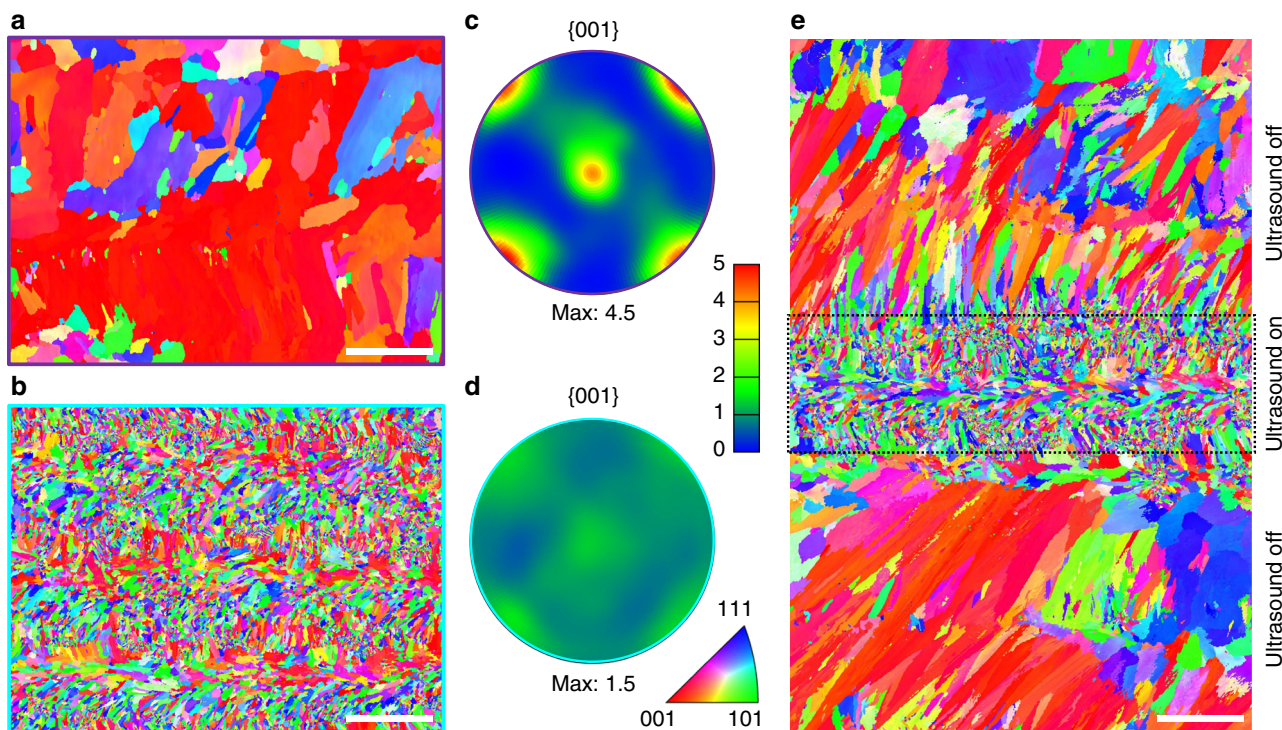 a
c
{001}
Max: 4.5
5
4
3
2
1
0
b
d
{001}
Max: 1.5
111
001
101
e
Ultrasound off
Ultrasound on
Ultrasound off